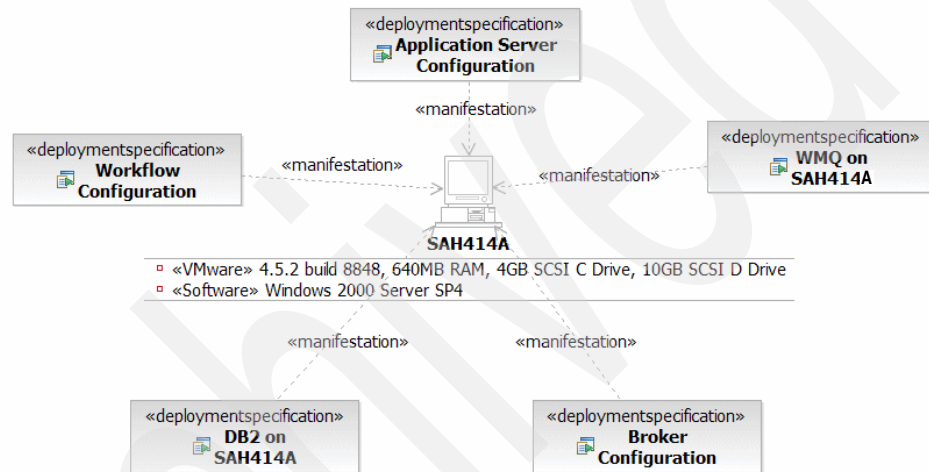 «deploymentspecification»
Application Server
Configuration
«manifestation»
«deploymentspecification»
Workflow
Configuration
«manifestation»
«deploymentspecification»
WMQ on
SAH414A
«manifestation»
SAH414A
«VMware» 4.5.2 build 8848, 640MB RAM, 4GB SCSI C Drive, 10GB SCSI D Drive
«Software» Windows 2000 Server SP4
«manifestation»
«manifestation»
«deploymentspecification»
DB2 on
SAH414A
«deploymentspecification»
Broker
Configuration